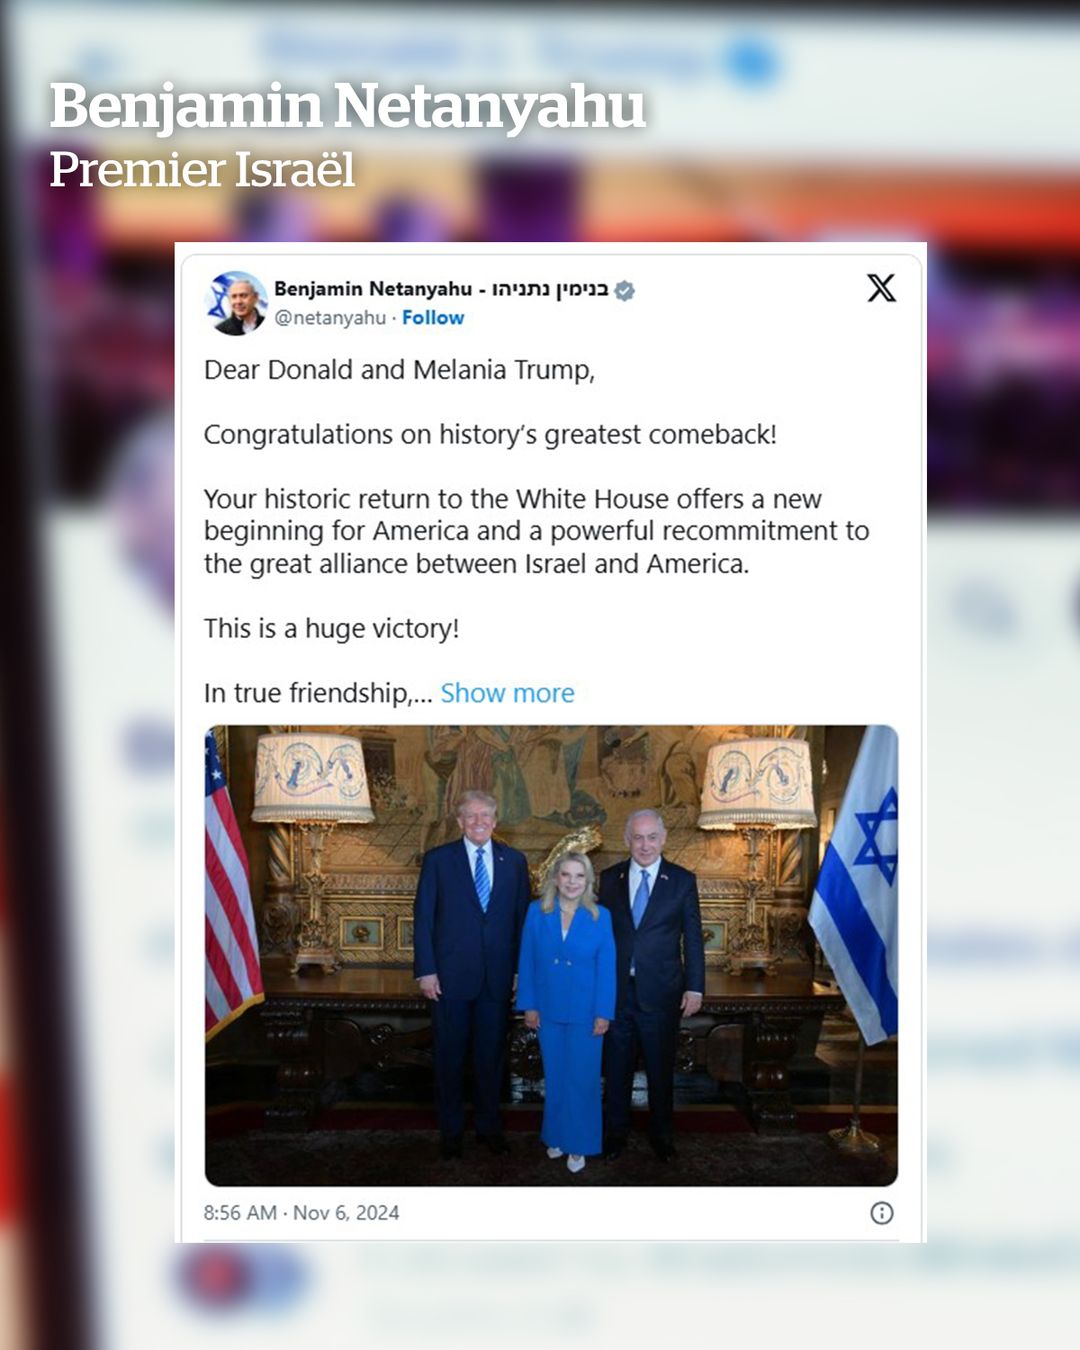 Benjamin Netanyahu
Premier Israël
Benjamin Netanyahu - בנימין נתניהו
@netanyahu · Follow
Dear Donald and Melania Trump,
Congratulations on history’s greatest comeback!
Your historic return to the White House offers a new
beginning for America and a powerful recommitment to
the great alliance between Israel and America.
This is a huge victory!
In true friendship,... Show more
8:56 AM · Nov 6, 2024